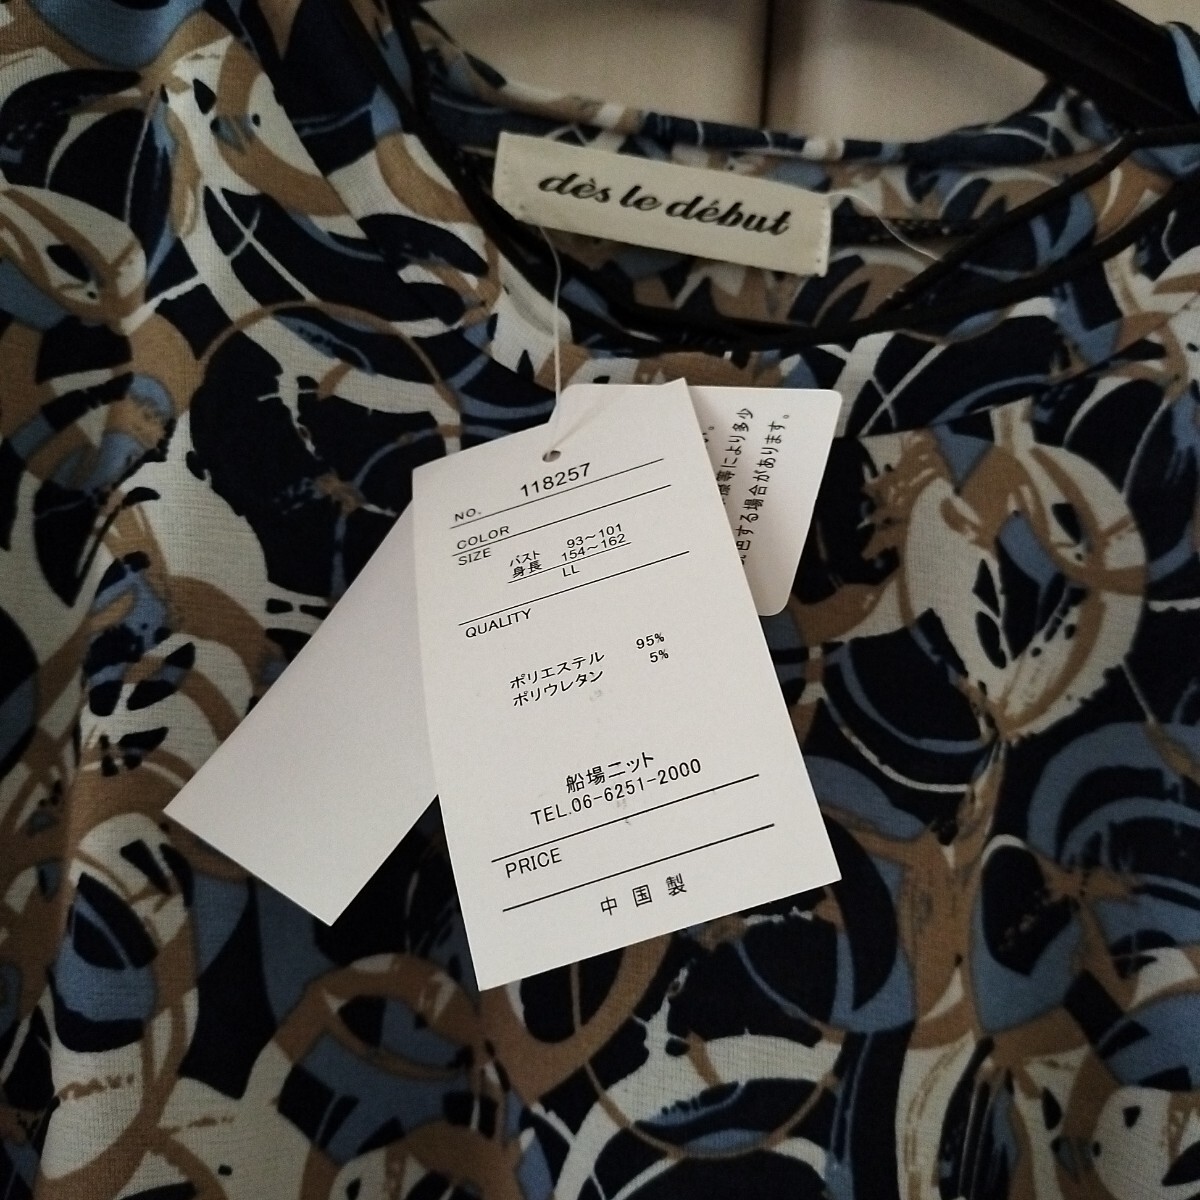 dès le début
NO. 118257
COLOR
SIZE バスト 93～101
身長 154～162
LL
QUALITY
ポリエステル 95%
ポリウレタン 5%
船場ニット
TEL.06-6251-2000
PRICE
中国製
等により多少
する場合があります。